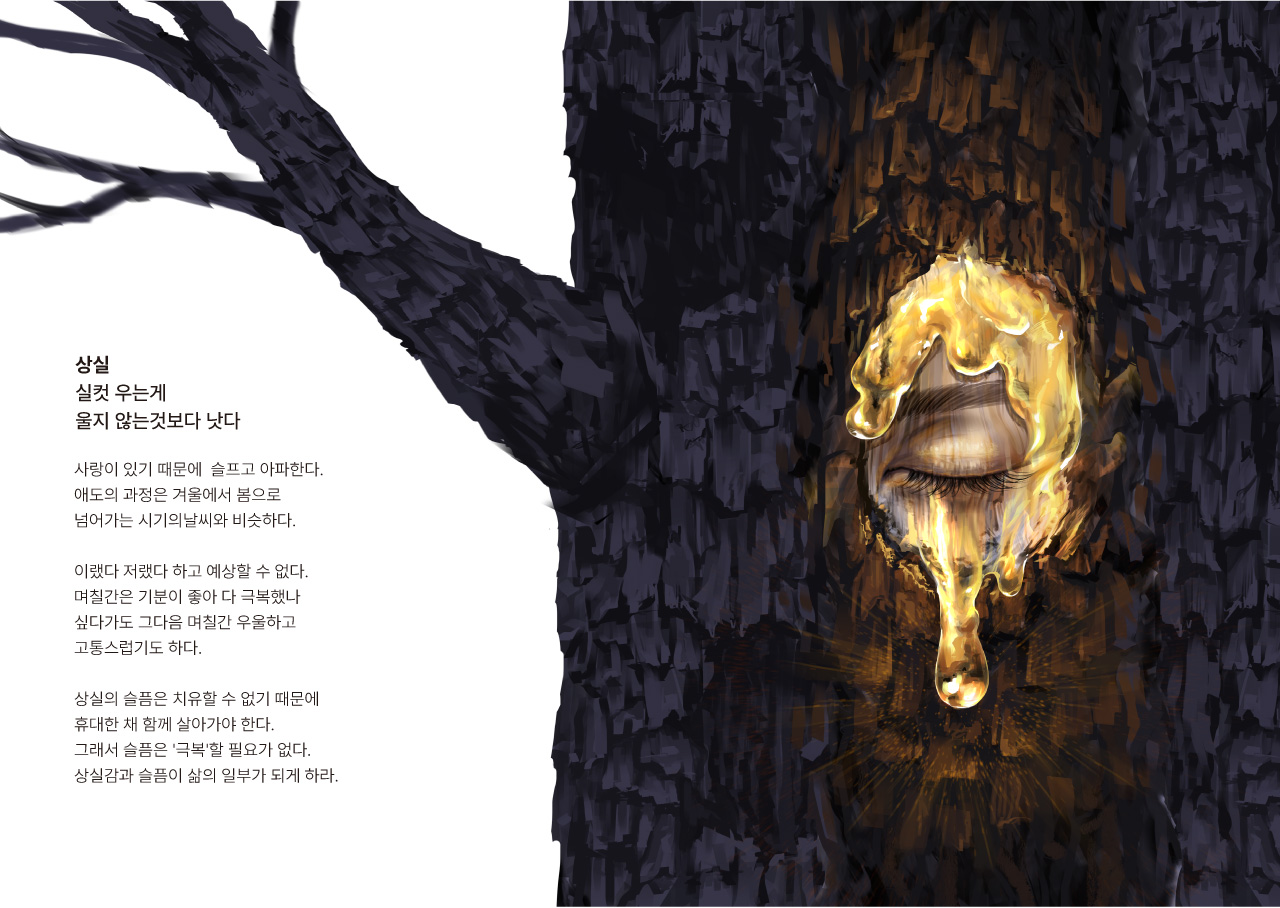 상실
실컷 우는게
울지 않는것보다 낫다
사랑이 있기 때문에 슬프고 아파한다.
애도의 과정은 겨울에서 봄으로
넘어가는 시기의날씨와 비슷하다.
이랬다 저랬다 하고 예상할 수 없다.
며칠간은 기분이 좋아 다 극복했나
싶다가도 그다음 며칠간 우울하고
고통스럽기도 하다.
상실의 슬픔은 치유할 수 없기 때문에
휴대한 채 함께 살아가야 한다.
그래서 슬픔은 '극복'할 필요가 없다.
상실감과 슬픔이 삶의 일부가 되게 하라.